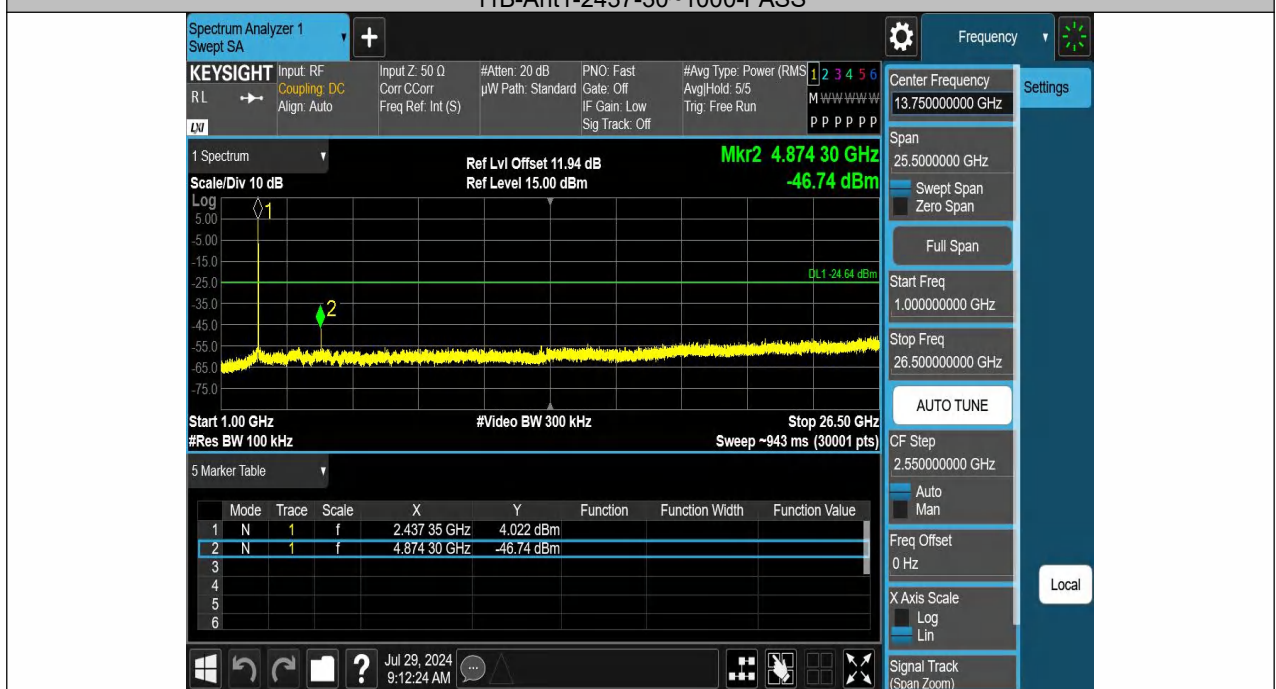 11B-Ant1-2437-30~1000-PASS
Spectrum Analyzer 1
Swept SA
+
Frequency
KEYSIGHT
RL
LXI
Input: RF
Coupling: DC
Align: Auto
Input Z: 50 Ω
Corr CCorr
Freq Ref: Int (S)
#Atten: 20 dB
µW Path: Standard
PNO: Fast
Gate: Off
IF Gain: Low
Sig Track: Off
#Avg Type: Power (RMS
Avg|Hold: 5/5
Trig: Free Run
1 2 3 4 5 6
M W W W W W
P P P P P P
1 Spectrum
Scale/Div 10 dB
Ref Lvl Offset 11.94 dB
Ref Level 15.00 dBm
Mkr2 4.874 30 GHz
-46.74 dBm
Log
5.00
-5.00
-15.0
-25.0
-35.0
-45.0
-55.0
-65.0
-75.0
1
2
DL1 -24.64 dBm
Start 1.00 GHz
#Res BW 100 kHz
#Video BW 300 kHz
Stop 26.50 GHz
Sweep ~943 ms (30001 pts)
5 Marker Table
Mode Trace Scale X Y Function Function Width Function Value
1 N 1 f 2.437 35 GHz 4.022 dBm
2 N 1 f 4.874 30 GHz -46.74 dBm
3
4
5
6
?
Jul 29, 2024
9:12:24 AM
Center Frequency
13.750000000 GHz
Settings
Span
25.5000000 GHz
Swept Span
Zero Span
Full Span
Start Freq
1.000000000 GHz
Stop Freq
26.500000000 GHz
AUTO TUNE
CF Step
2.550000000 GHz
Auto
Man
Freq Offset
0 Hz
X Axis Scale
Log
Lin
Local
Signal Track
(Span Zoom)